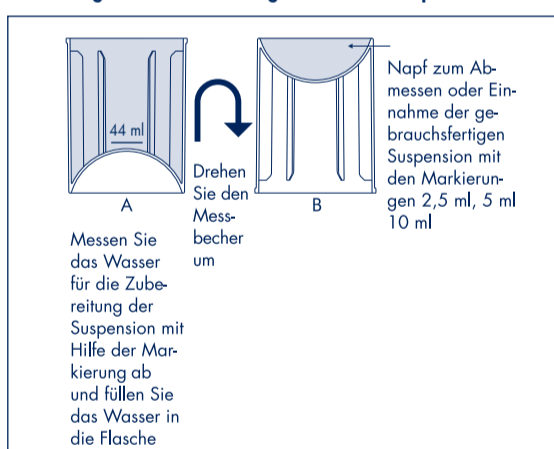 44 ml
A
Messen Sie
das Wasser
für die Zube-
reitung der
Suspension mit
Hilfe der Mar-
kierung ab
und füllen Sie
das Wasser in
die Flasche
Drehen
Sie den
Mess-
becher
um
B
Napf zum Ab-
messen oder Ein-
nahme der ge-
brauchsfertigen
Suspension mit
den Markierun-
gen 2,5 ml, 5 ml
10 ml